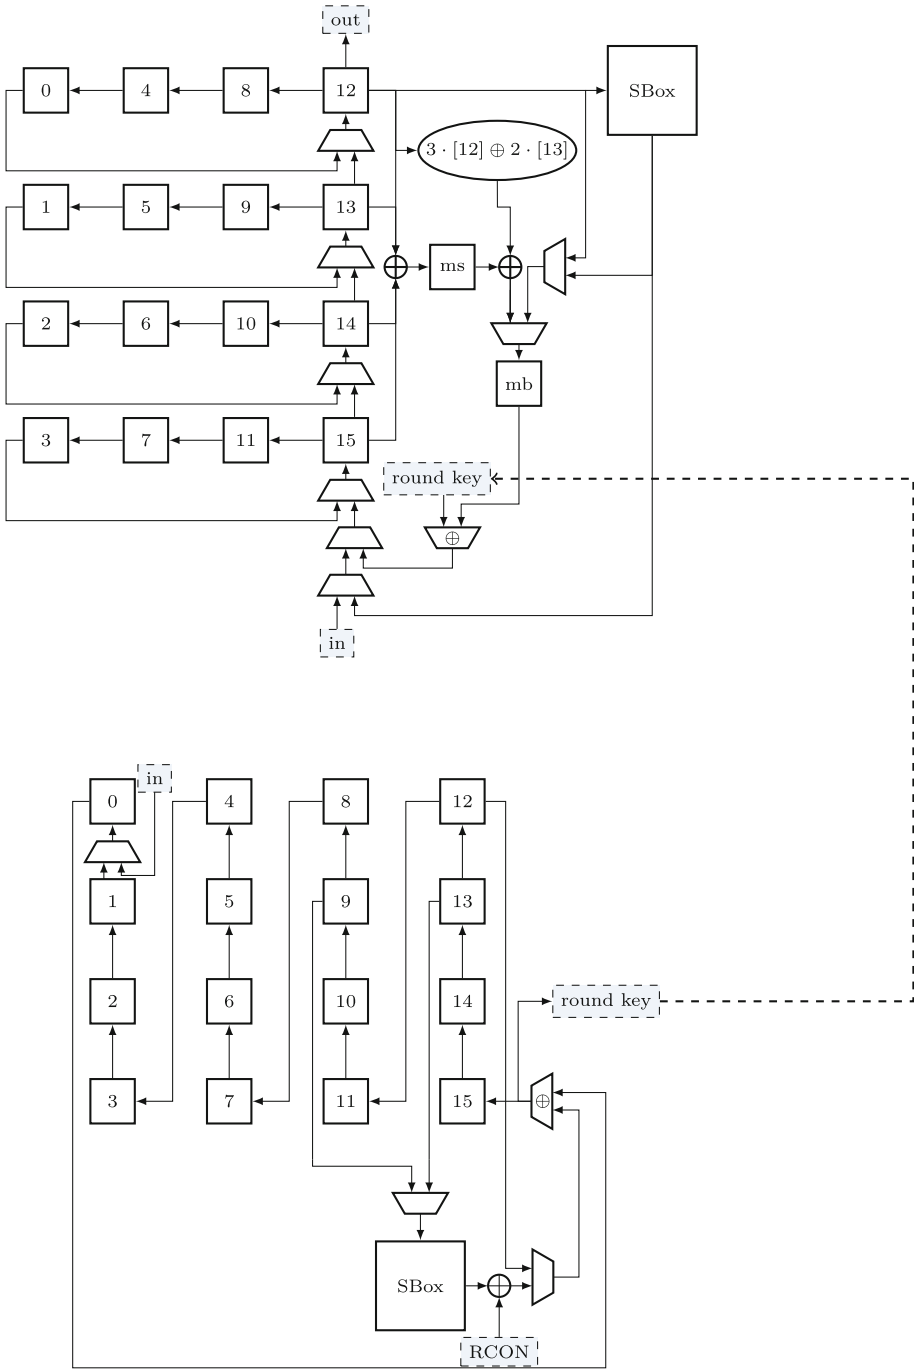 out
0 4 8 12 SBox
3 · [12] ⊕ 2 · [13]
1 5 9 13
⊕ ms ⊕
2 6 10 14
mb
3 7 11 15
round key
⊕
in
in
0 4 8 12
1 5 9 13
2 6 10 14 round key
3 7 11 15 ⊕
SBox
RCON